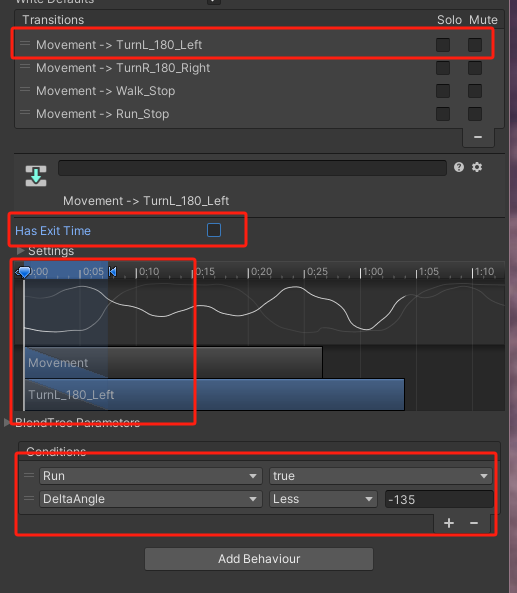 Write Defaults
Transitions Solo Mute
Movement -> TurnL_180_Left
Movement -> TurnR_180_Right
Movement -> Walk_Stop
Movement -> Run_Stop
Movement -> TurnL_180_Left
Has Exit Time
Settings
0:00 0:05 0:10 0:15 0:20 0:25 1:00 1:05 1:10
Movement
TurnL_180_Left
BlendTree Parameters
Conditions
Run true
DeltaAngle Less -135
Add Behaviour